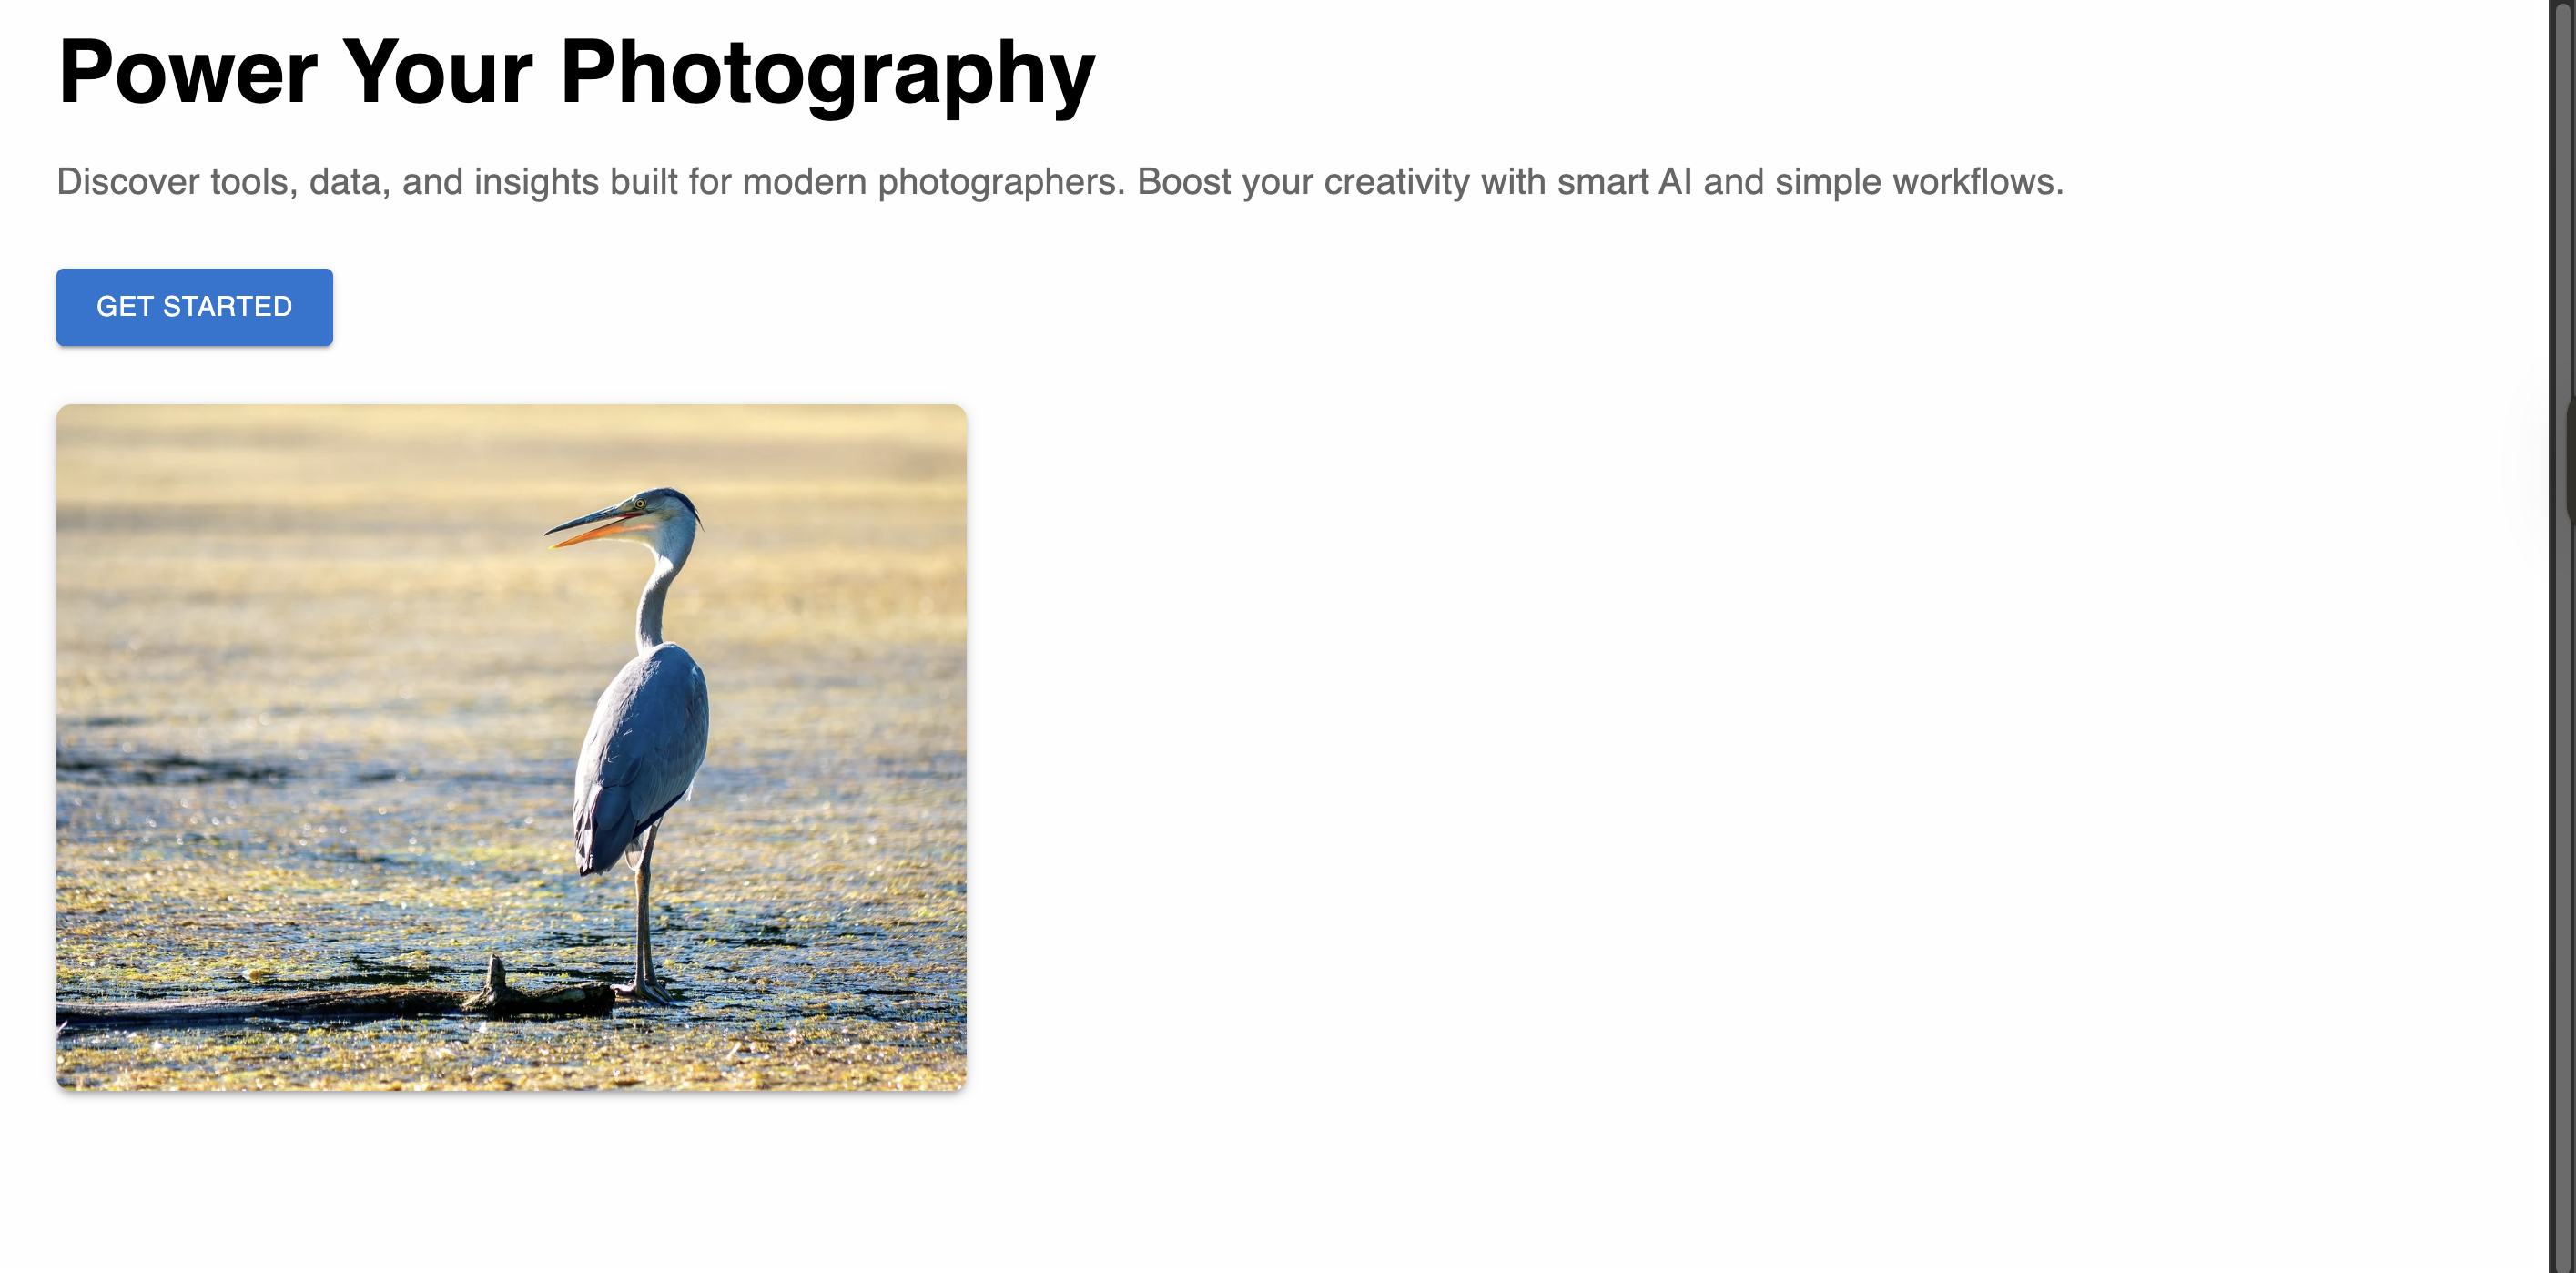 Power Your Photography
Discover tools, data, and insights built for modern photographers. Boost your creativity with smart AI and simple workflows.
GET STARTED